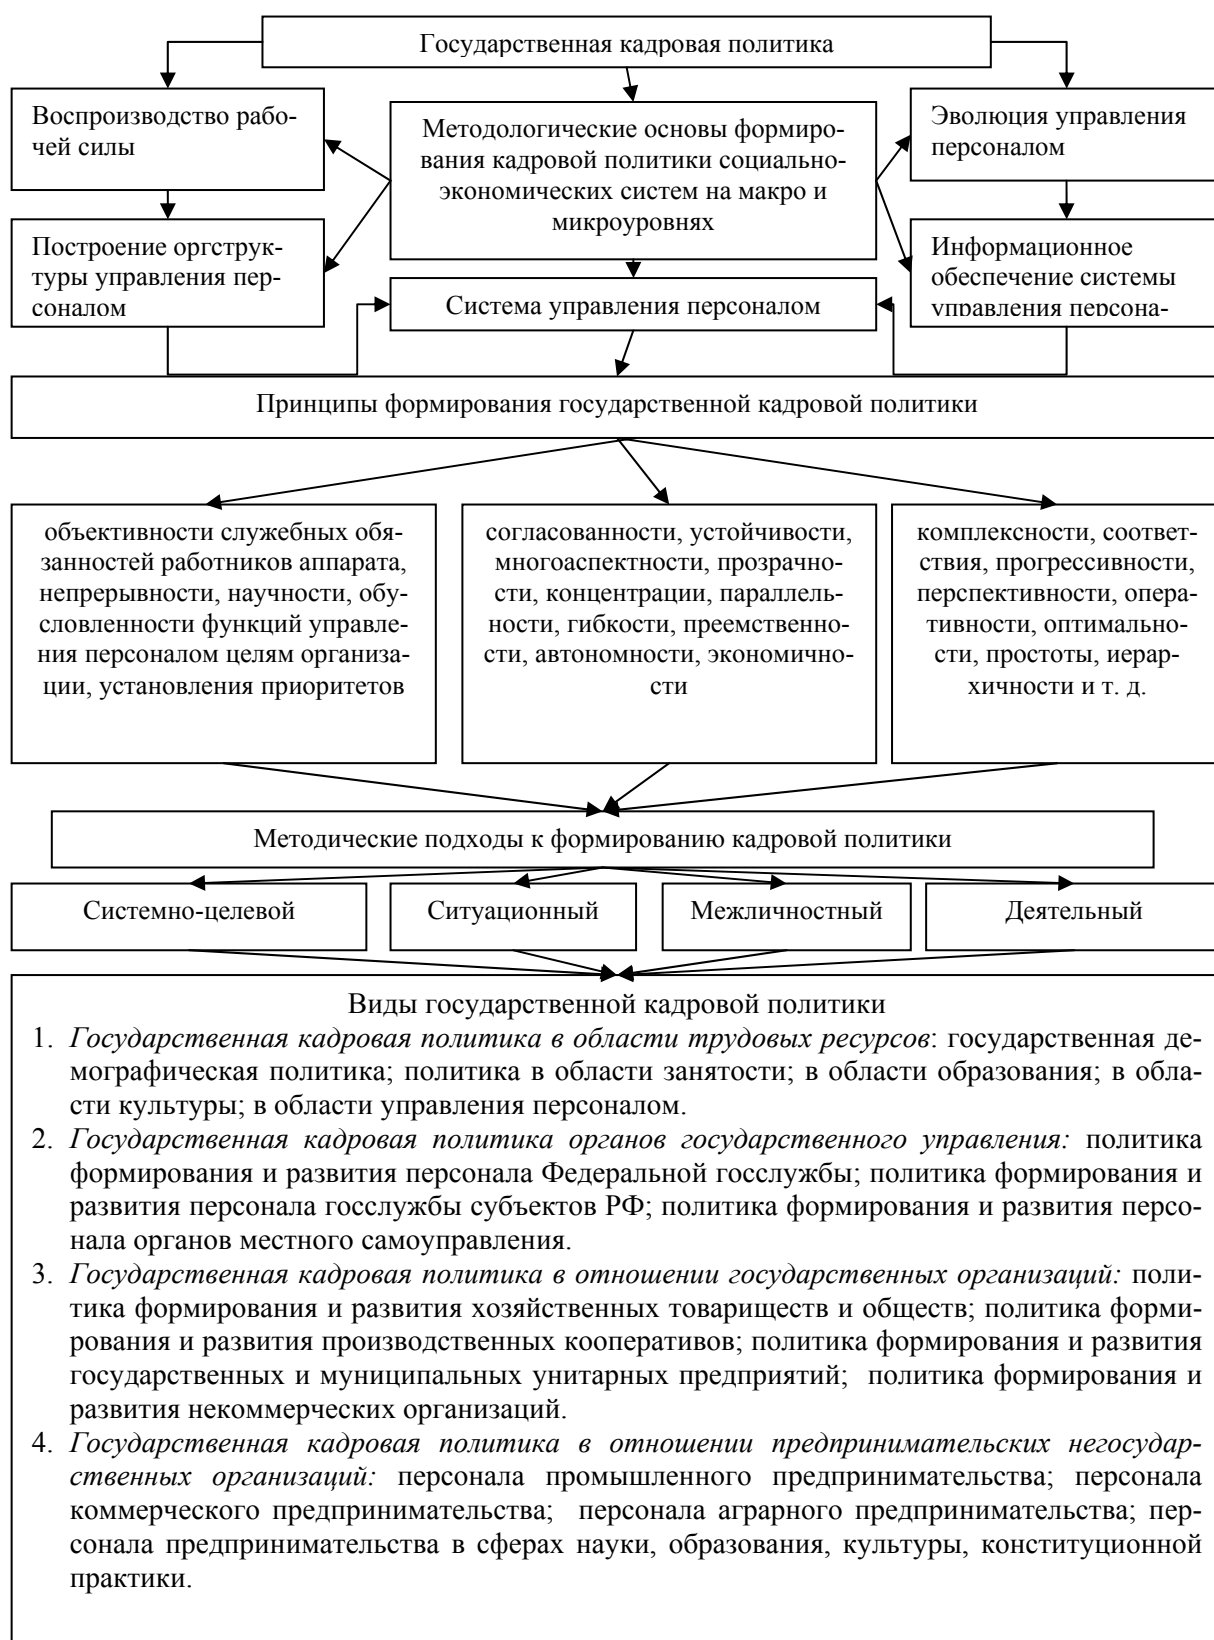 Государственная кадровая политика
Воспроизводство рабо-
чей силы
Методологические основы формиро-
вания кадровой политики социально-
экономических систем на макро и
микроуровнях
Эволюция управления
персоналом
Построение оргструк-
туры управления пер-
соналом
Система управления персоналом
Информационное
обеспечение системы
управления персона-
Принципы формирования государственной кадровой политики
объективности служебных обя-
занностей работников аппарата,
непрерывности, научности, обу-
словленности функций управле-
ния персоналом целям организа-
ции, установления приоритетов
согласованности, устойчивости,
многоаспектности, прозрачно-
сти, концентрации, параллель-
ности, гибкости, преемственно-
сти, автономности, экономично-
сти
комплексности, соответ-
ствия, прогрессивности,
перспективности, опера-
тивности, оптимально-
сти, простоты, иерар-
хичности и т. д.
Методические подходы к формированию кадровой политики
Системно-целевой
Ситуационный
Межличностный
Деятельный
Виды государственной кадровой политики
1. Государственная кадровая политика в области трудовых ресурсов: государственная де-
мографическая политика; политика в области занятости; в области образования; в обла-
сти культуры; в области управления персоналом.
2. Государственная кадровая политика органов государственного управления: политика
формирования и развития персонала Федеральной госслужбы; политика формирования и
развития персонала госслужбы субъектов РФ; политика формирования и развития персо-
нала органов местного самоуправления.
3. Государственная кадровая политика в отношении государственных организаций: поли-
тика формирования и развития хозяйственных товариществ и обществ; политика форми-
рования и развития производственных кооперативов; политика формирования и развития
государственных и муниципальных унитарных предприятий; политика формирования и
развития некоммерческих организаций.
4. Государственная кадровая политика в отношении предпринимательских негосудар-
ственных организаций: персонала промышленного предпринимательства; персонала
коммерческого предпринимательства; персонала аграрного предпринимательства; пер-
сонала предпринимательства в сферах науки, образования, культуры, конституционной
практики.